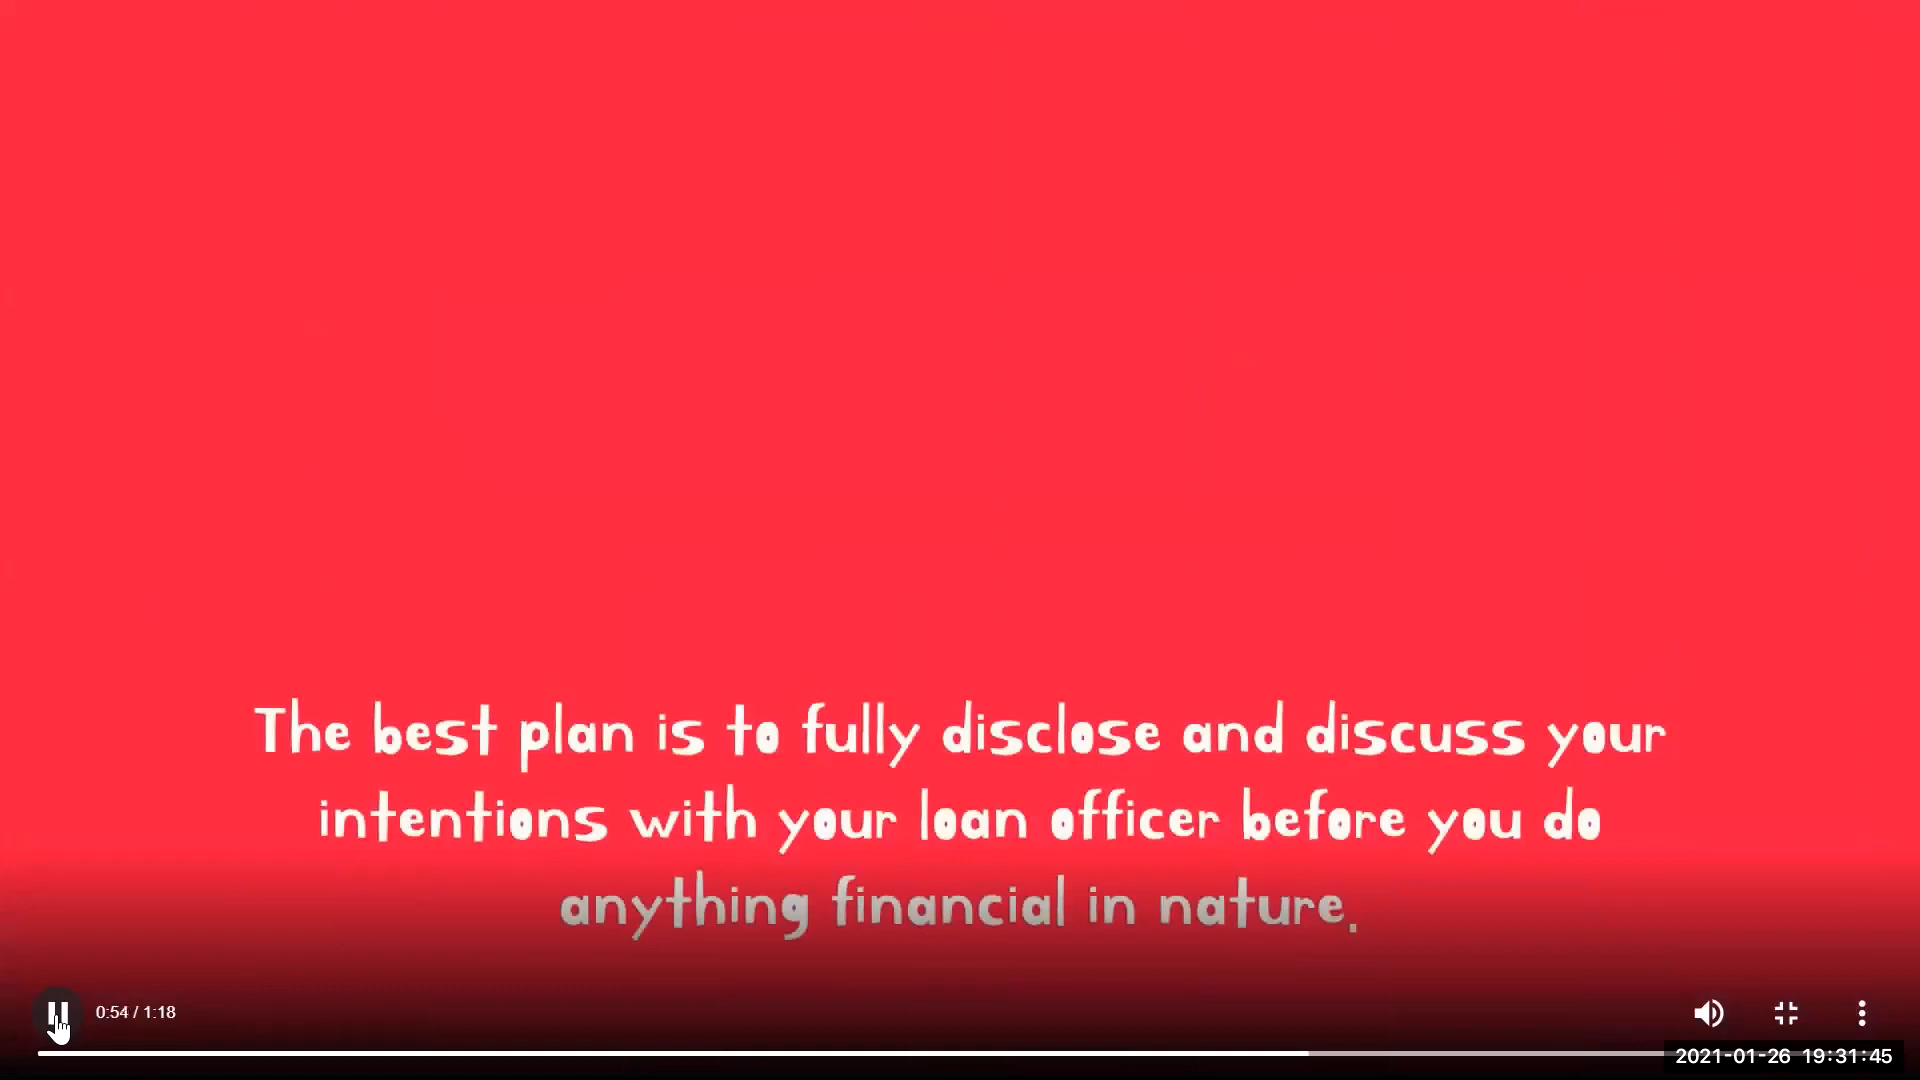 The best plan is to fully disclose and discuss your
intentions with your loan officer before you do
anything financial in nature.
0:54 / 1:18
2021-01-26 19:31:45